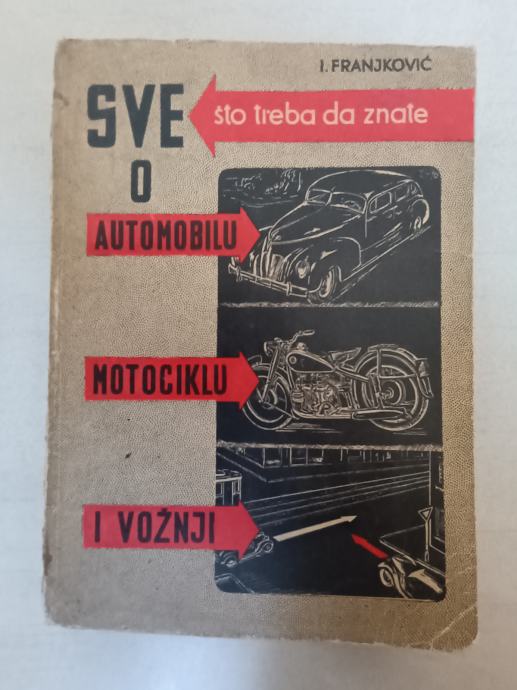 I. FRANJKOVIĆ
SVE što treba da znate
O
AUTOMOBILU
MOTOCIKLU
I VOŽNJI